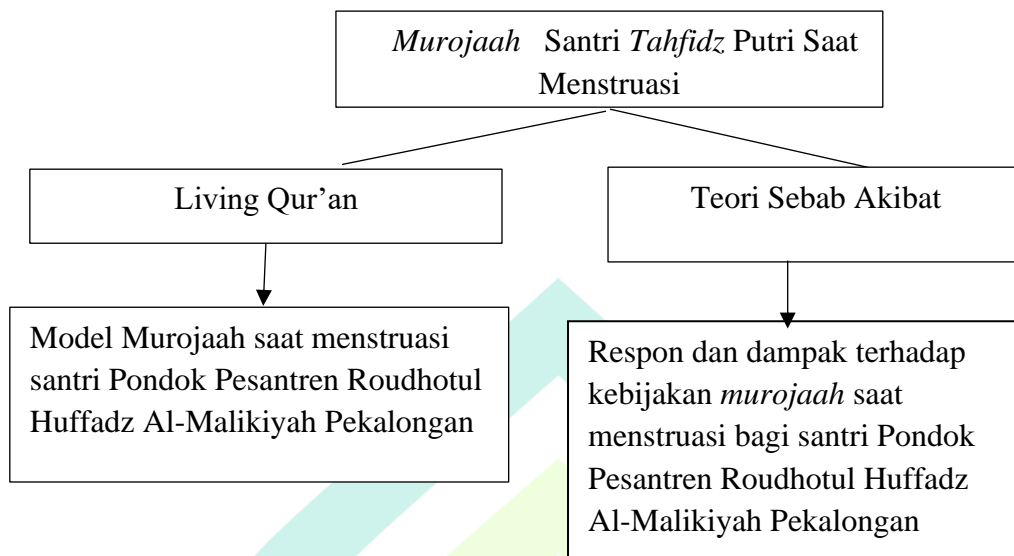 Murojaah Santri Tahfidz Putri Saat
Menstruasi
Living Qur’an
Teori Sebab Akibat
Model Murojaah saat menstruasi
santri Pondok Pesantren Roudhotul
Huffadz Al-Malikiyah Pekalongan
Respon dan dampak terhadap
kebijakan murojaah saat
menstruasi bagi santri Pondok
Pesantren Roudhotul Huffadz
Al-Malikiyah Pekalongan